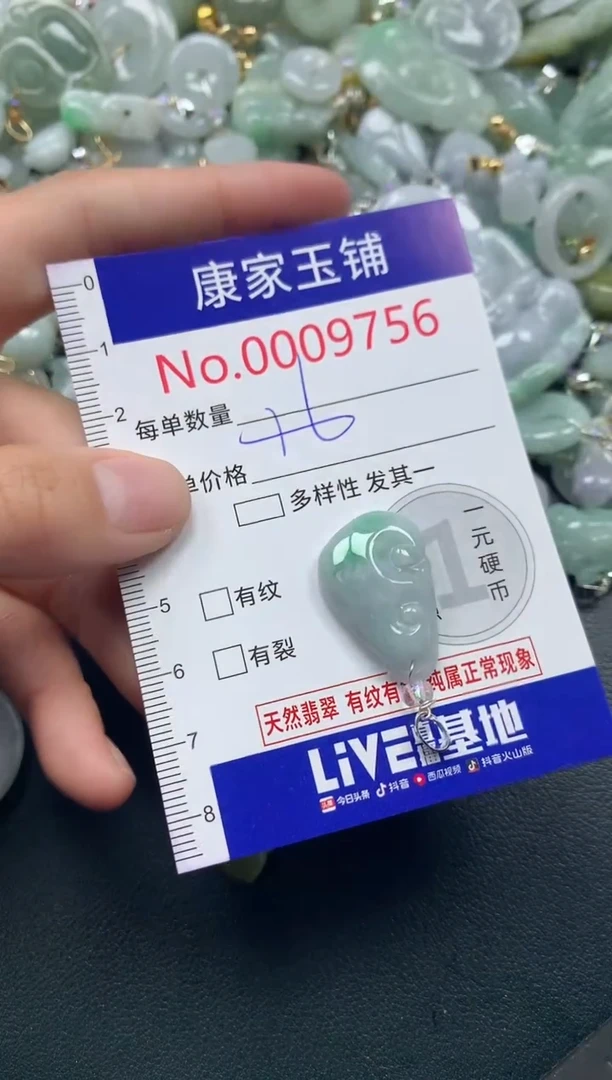 康家玉铺
No.0009756
0
1
2
每单数量
单价格
多样性 发其一
一元硬币
1
5
有纹
6
有裂
天然翡翠 有纹有 纯属正常现象
7
LIVE 基地
8
今日头条 抖音 西瓜视频 抖音火山版